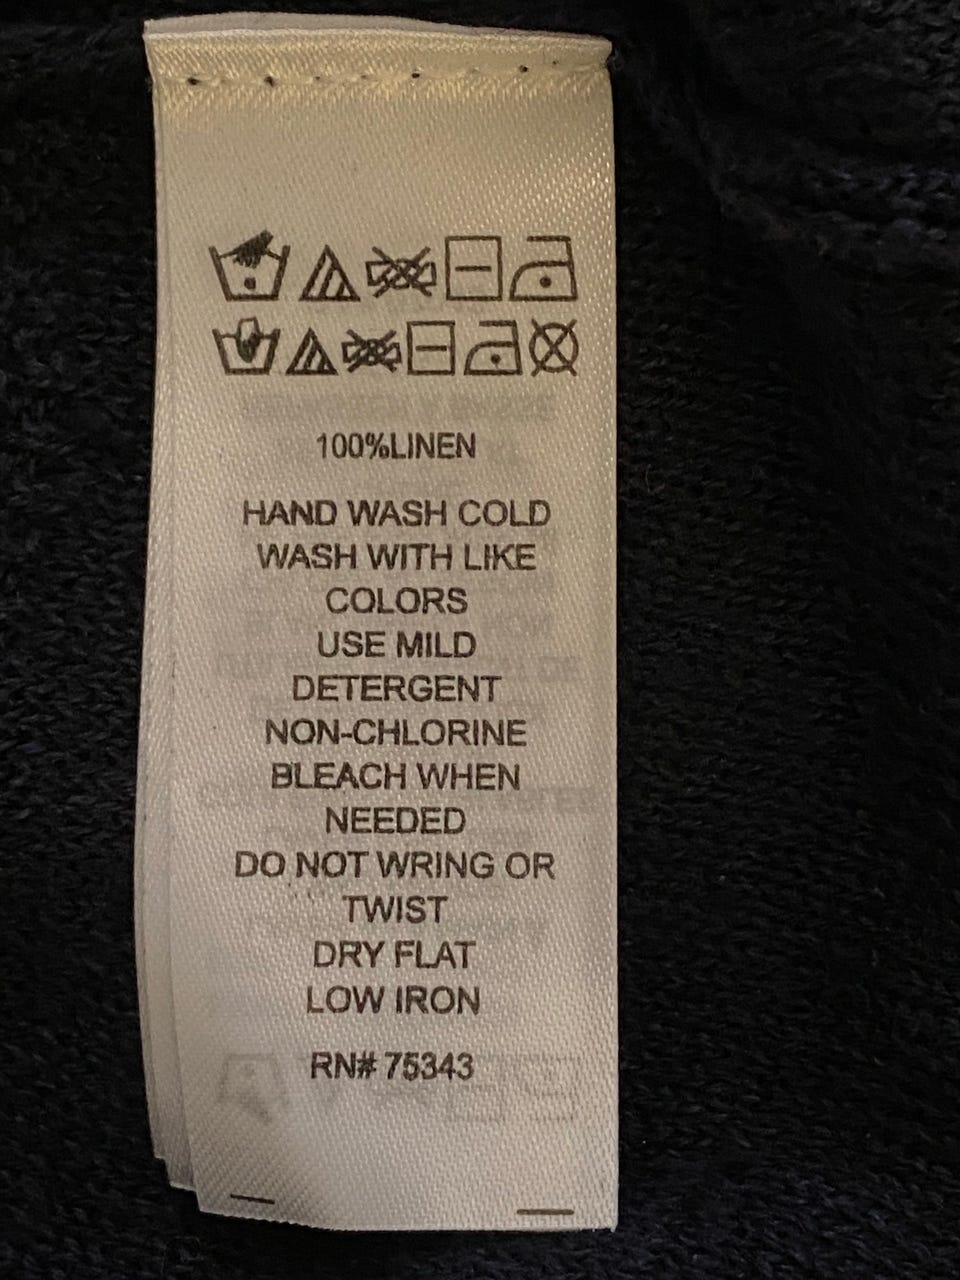 100%LINEN
HAND WASH COLD
WASH WITH LIKE
COLORS
USE MILD
DETERGENT
NON-CHLORINE
BLEACH WHEN
NEEDED
DO NOT WRING OR
TWIST
DRY FLAT
LOW IRON
RN# 75343